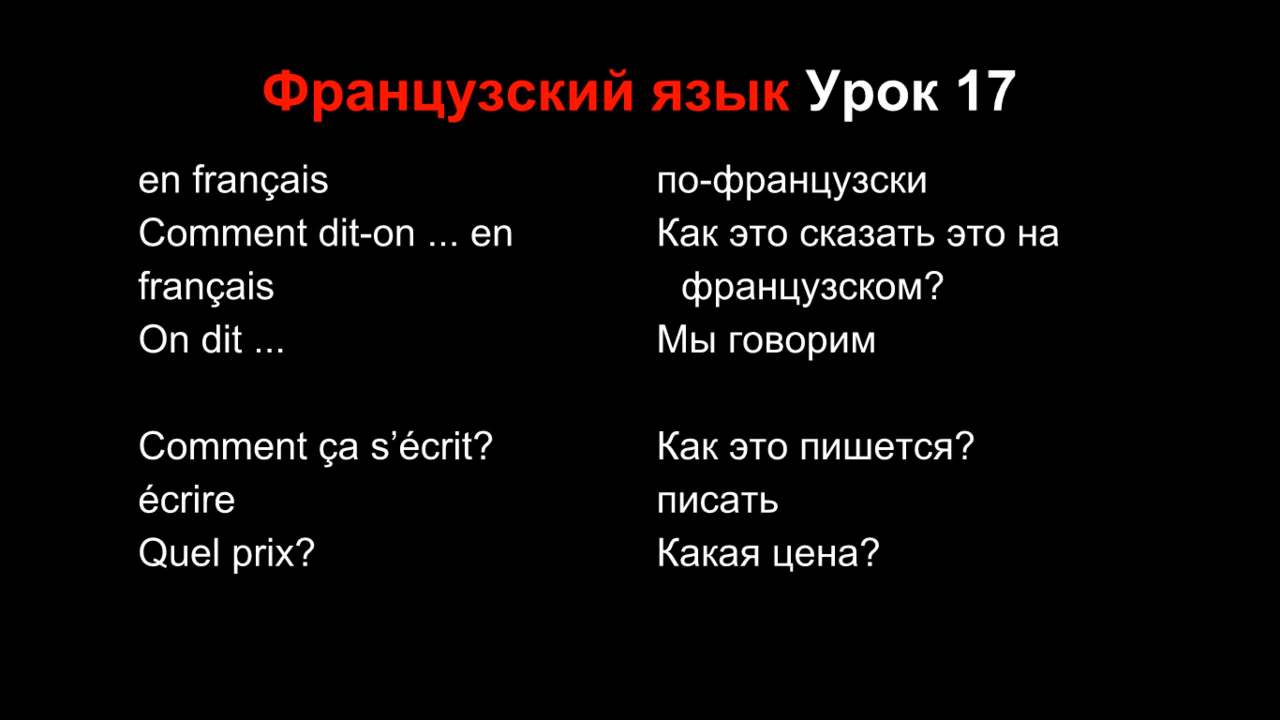 Французский язык Урок 17
en français по-французски
Comment dit-on ... en Как это сказать это на
français французском?
On dit ... Мы говорим
Comment ça s’écrit? Как это пишется?
écrire писать
Quel prix? Какая цена?